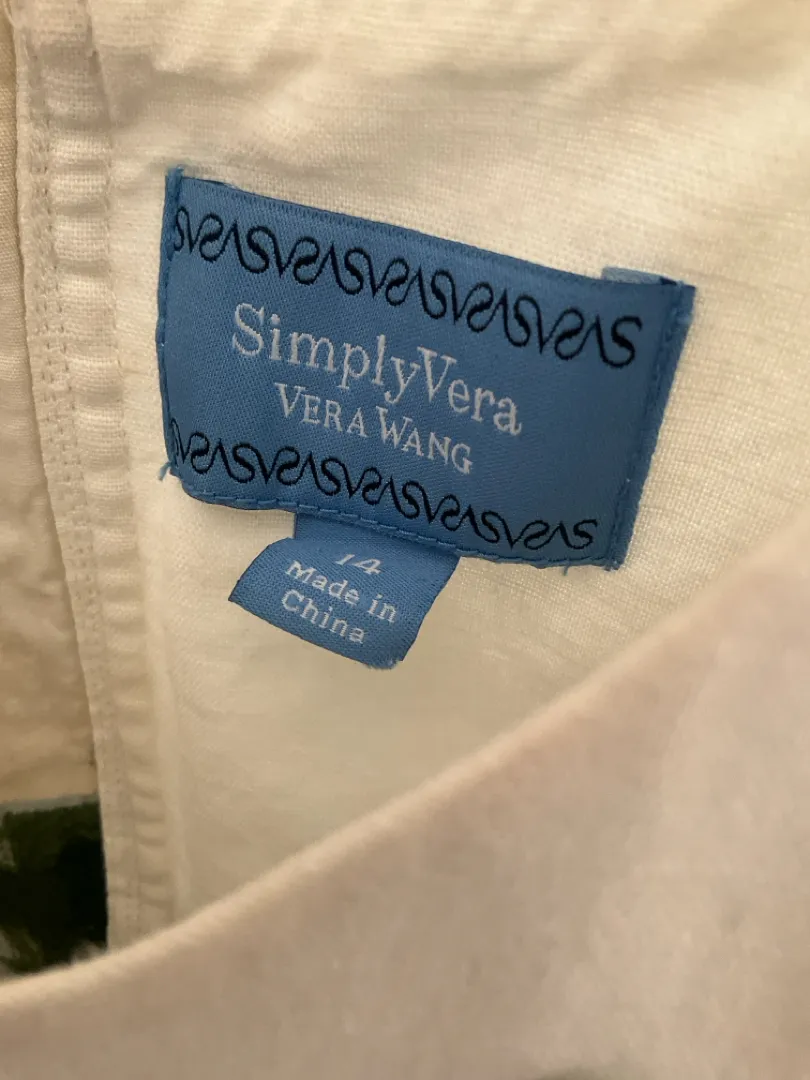 SimplyVera
VERA WANG
14
Made in
China